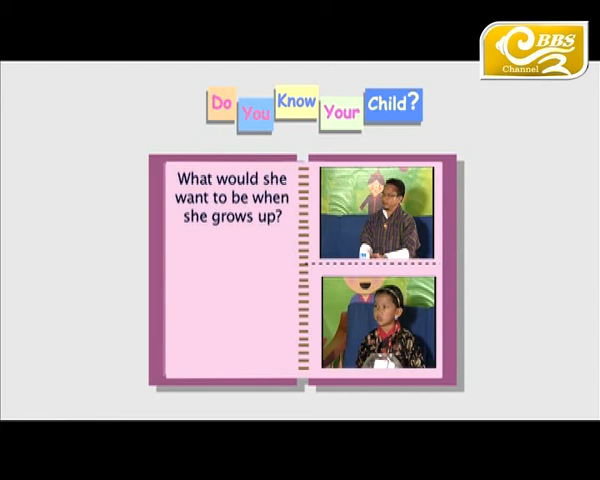 BBS
Channel 2
Do You Know Your Child?
What would she
want to be when
she grows up?